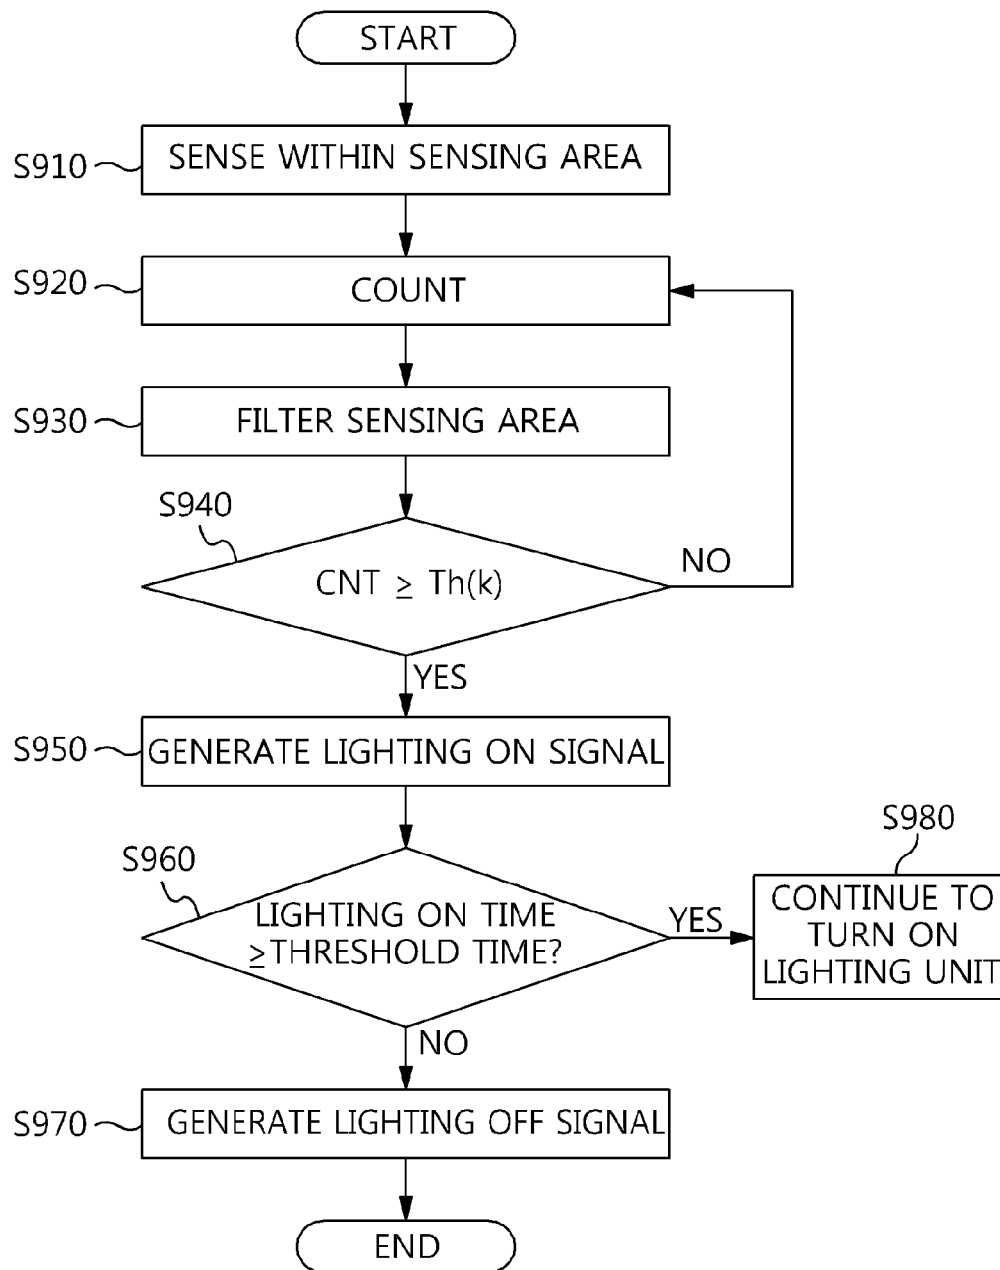 START
S910
SENSE WITHIN SENSING AREA
S920
COUNT
S930
FILTER SENSING AREA
S940
CNT ≥ Th(k)
NO
YES
S950
GENERATE LIGHTING ON SIGNAL
S960
LIGHTING ON TIME
≥THRESHOLD TIME?
YES
S980
CONTINUE TO
TURN ON
LIGHTING UNIT
NO
S970
GENERATE LIGHTING OFF SIGNAL
END